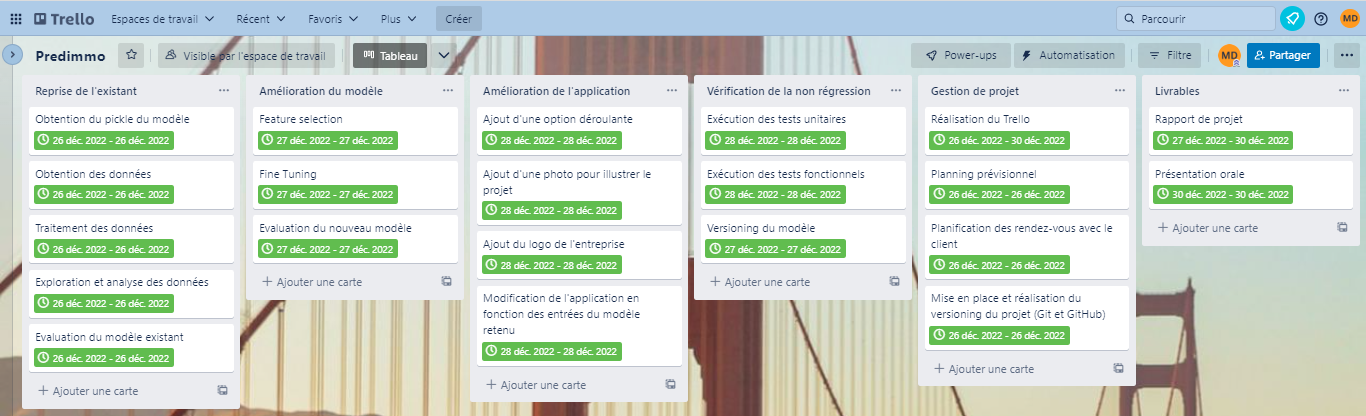 Trello
Espaces de travail
Récent
Favoris
Plus
Créer
Parcourir
MD
Predimmo
Visible par l'espace de travail
Tableau
Power-ups
Automatisation
Filtre
MD
Partager
Reprise de l'existant
Obtention du pickle du modèle
26 déc. 2022 - 26 déc. 2022
Obtention des données
26 déc. 2022 - 26 déc. 2022
Traitement des données
26 déc. 2022 - 26 déc. 2022
Exploration et analyse des données
26 déc. 2022 - 26 déc. 2022
Evaluation du modèle existant
26 déc. 2022 - 26 déc. 2022
+ Ajouter une carte
Amélioration du modèle
Feature selection
27 déc. 2022 - 27 déc. 2022
Fine Tuning
27 déc. 2022 - 27 déc. 2022
Evaluation du nouveau modèle
27 déc. 2022 - 27 déc. 2022
+ Ajouter une carte
Amélioration de l'application
Ajout d'une option déroulante
28 déc. 2022 - 28 déc. 2022
Ajout d'une photo pour illustrer le
projet
28 déc. 2022 - 28 déc. 2022
Ajout du logo de l'entreprise
28 déc. 2022 - 28 déc. 2022
Modification de l'application en
fonction des entrées du modèle
retenu
28 déc. 2022 - 28 déc. 2022
+ Ajouter une carte
Vérification de la non régression
Exécution des tests unitaires
28 déc. 2022 - 28 déc. 2022
Exécution des tests fonctionnels
28 déc. 2022 - 28 déc. 2022
Versioning du modèle
27 déc. 2022 - 27 déc. 2022
+ Ajouter une carte
Gestion de projet
Réalisation du Trello
26 déc. 2022 - 30 déc. 2022
Planning prévisionnel
26 déc. 2022 - 26 déc. 2022
Planification des rendez-vous avec le
client
26 déc. 2022 - 26 déc. 2022
Mise en place et réalisation du
versioning du projet (Git et GitHub)
26 déc. 2022 - 26 déc. 2022
+ Ajouter une carte
Livrables
Rapport de projet
27 déc. 2022 - 30 déc. 2022
Présentation orale
30 déc. 2022 - 30 déc. 2022
+ Ajouter une carte